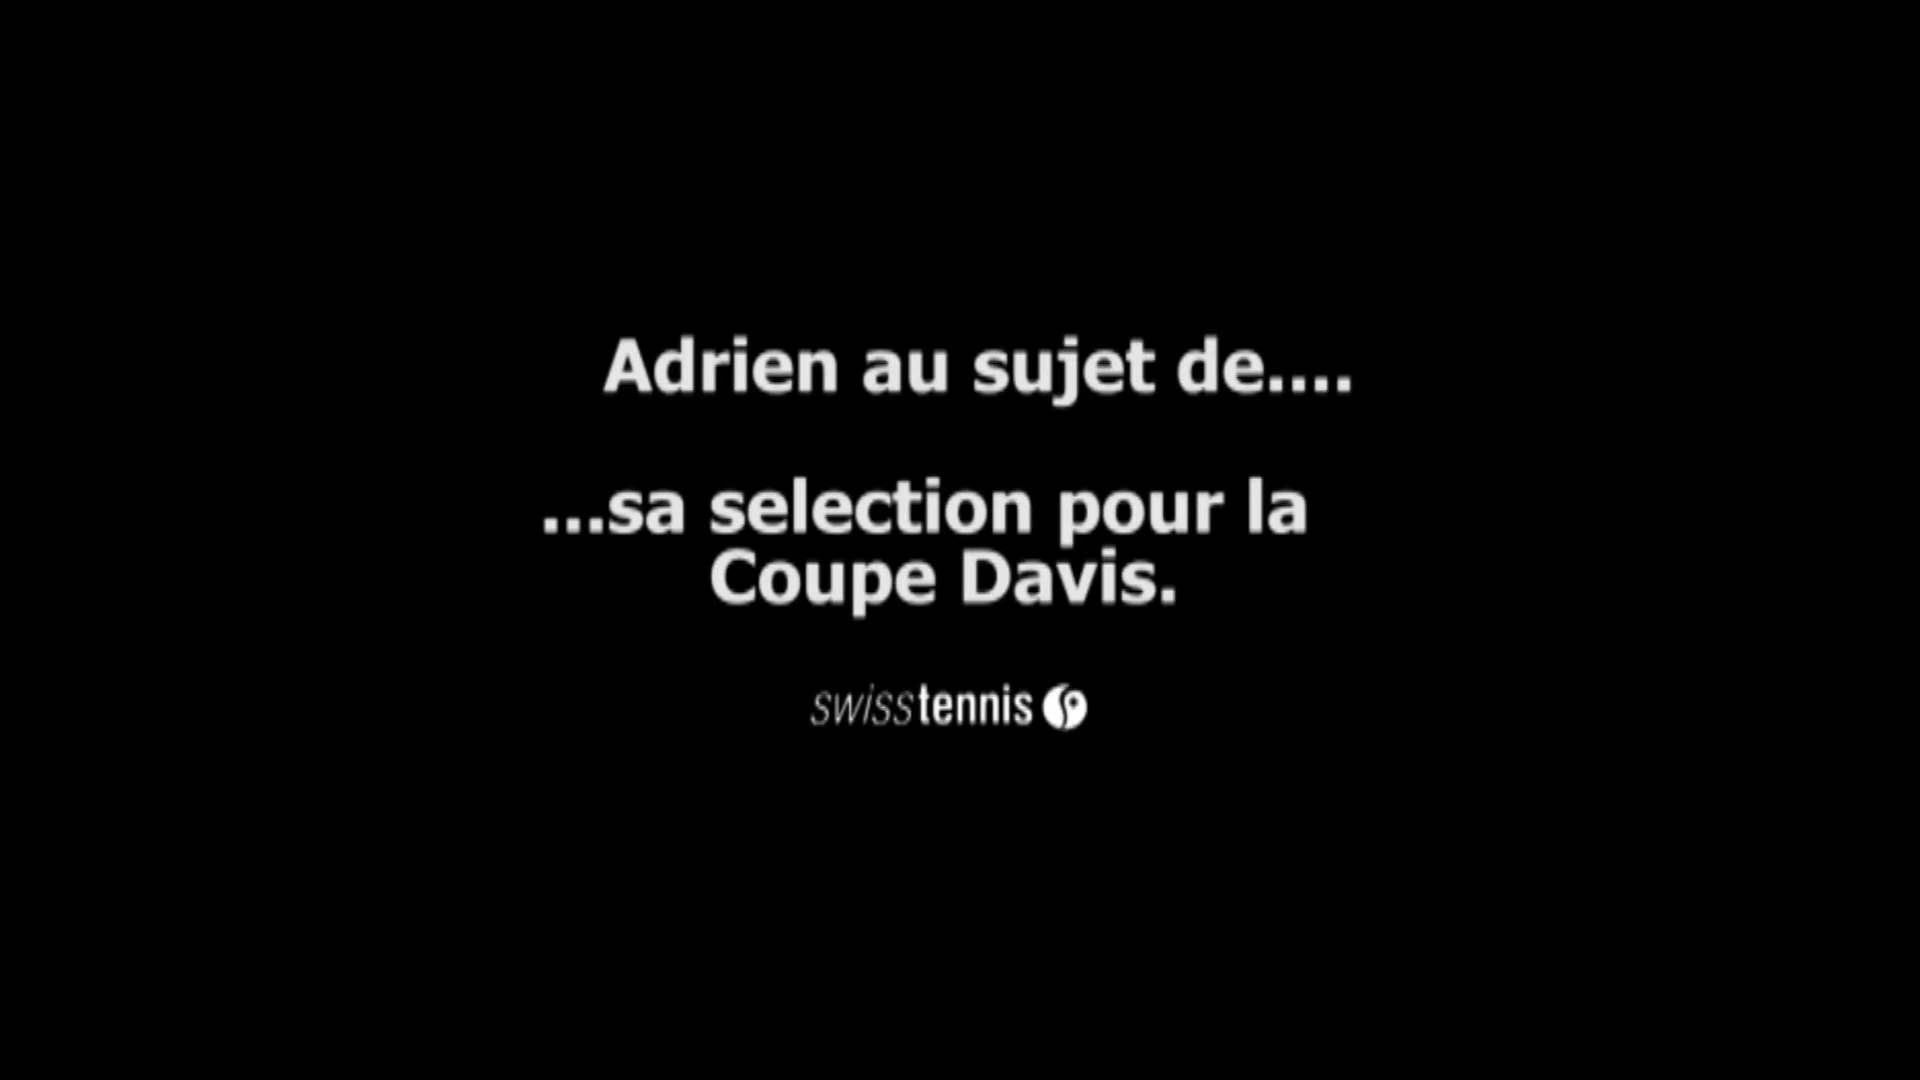 Adrien au sujet de....
...sa selection pour la
Coupe Davis.
swisstennis